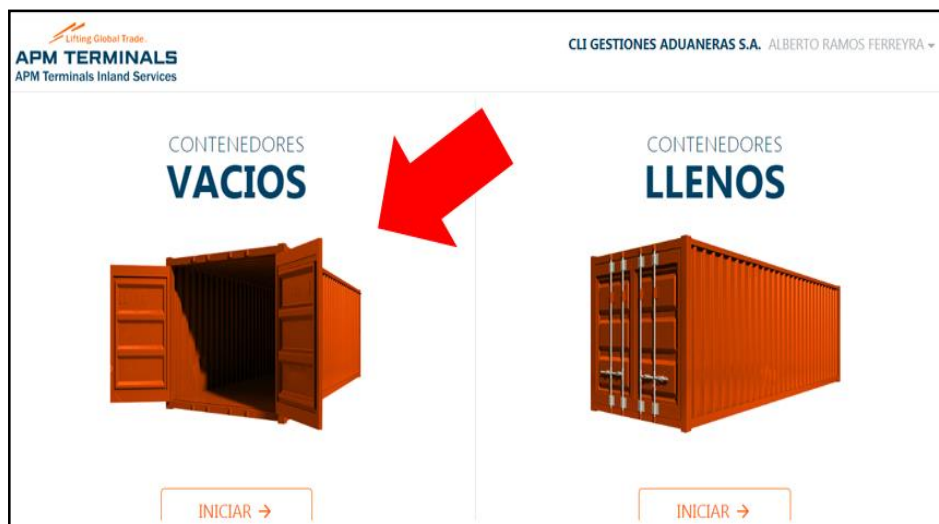 Lifting Global Trade.
APM TERMINALS
APM Terminals Inland Services
CLI GESTIONES ADUANERAS S.A. ALBERTO RAMOS FERREYRA
CONTENEDORES
VACIOS
INICIAR →
CONTENEDORES
LLENOS
INICIAR →